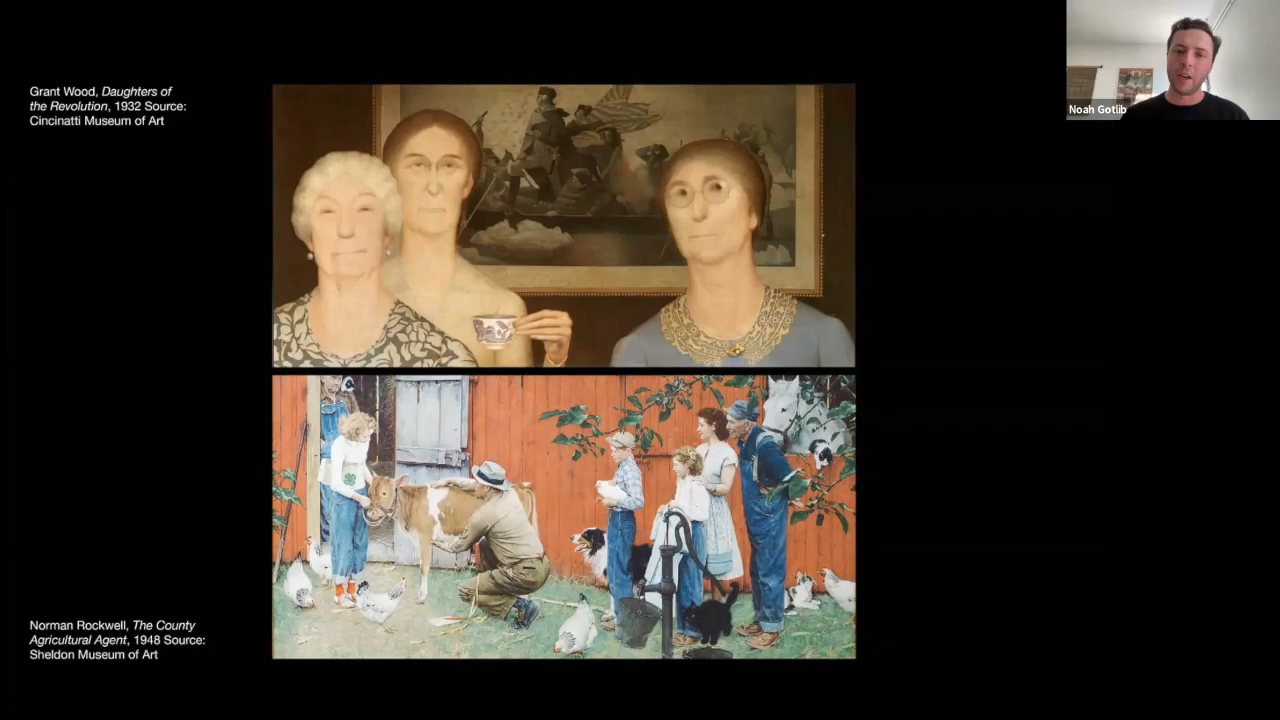 Grant Wood, Daughters of
the Revolution, 1932 Source:
Cincinatti Museum of Art
Noah Gotlib
Norman Rockwell, The County
Agricultural Agent, 1948 Source:
Sheldon Museum of Art